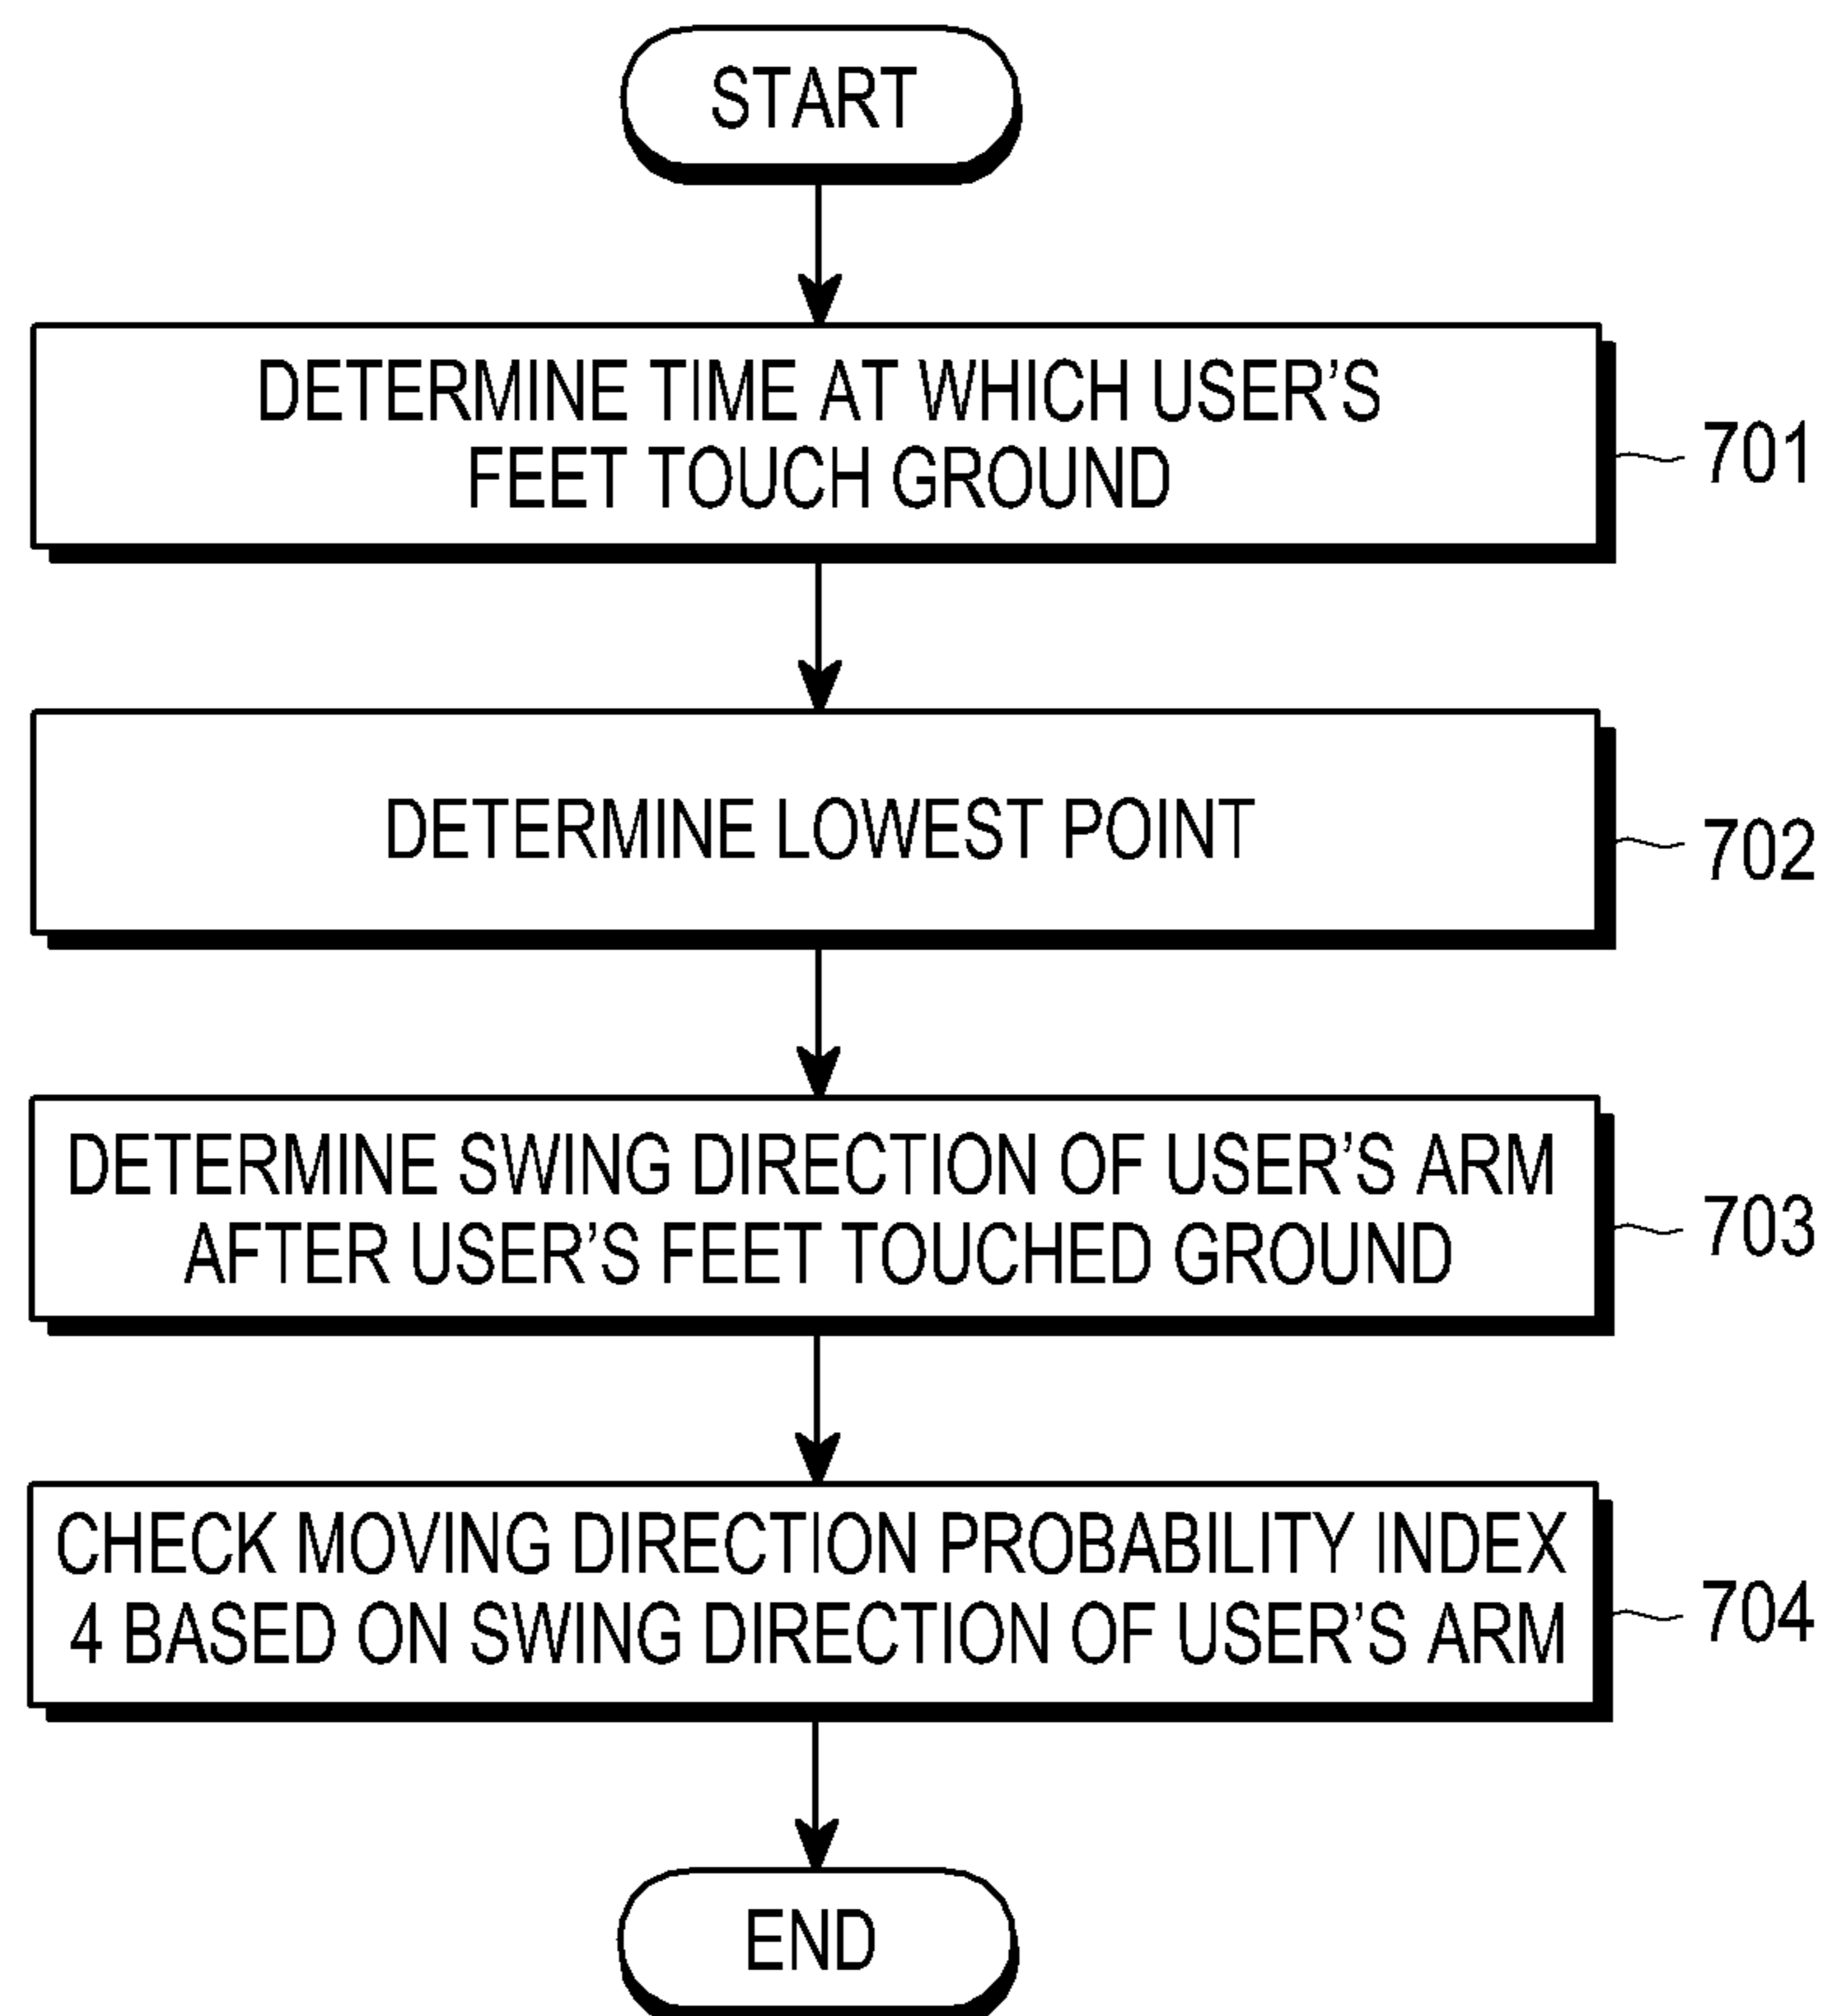 START
DETERMINE TIME AT WHICH USER'S
FEET TOUCH GROUND
701
DETERMINE LOWEST POINT
702
DETERMINE SWING DIRECTION OF USER'S ARM
AFTER USER'S FEET TOUCHED GROUND
703
CHECK MOVING DIRECTION PROBABILITY INDEX
4 BASED ON SWING DIRECTION OF USER'S ARM
704
END